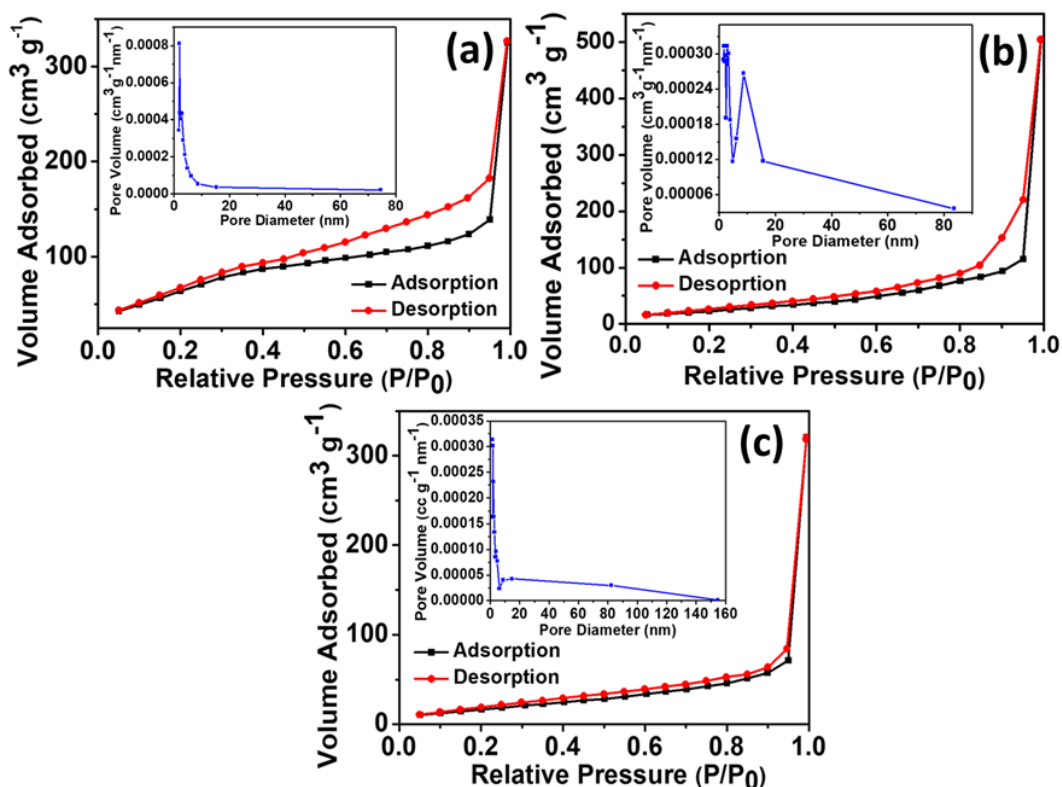 (a)
Volume Adsorbed (cm³ g⁻¹)
300
200
100
0.0 0.2 0.4 0.6 0.8 1.0
Relative Pressure (P/P₀)
Adsorption
Desorption
Pore Volume (cm³g⁻¹nm⁻¹)
0.0008
0.0006
0.0004
0.0002
0.0000
0 20 40 60 80
Pore Diameter (nm)
(b)
Volume Adsorbed (cm³ g⁻¹)
500
400
300
200
100
0
0.0 0.2 0.4 0.6 0.8 1.0
Relative Pressure (P/P₀)
Adsoprtion
Desorption
Pore volume (cm³g⁻¹nm⁻¹)
0.00030
0.00024
0.00018
0.00012
0.00006
0 20 40 60 80
Pore Diameter (nm)
(c)
Volume Adsorbed (cm³ g⁻¹)
300
200
100
0
0.0 0.2 0.4 0.6 0.8 1.0
Relative Pressure (P/P₀)
Adsorption
Desorption
Pore Volume (cc g⁻¹ nm⁻¹)
0.00035
0.00030
0.00025
0.00020
0.00015
0.00010
0.00005
0.00000
0 20 40 60 80 100 120 140 160
Pore Diameter (nm)